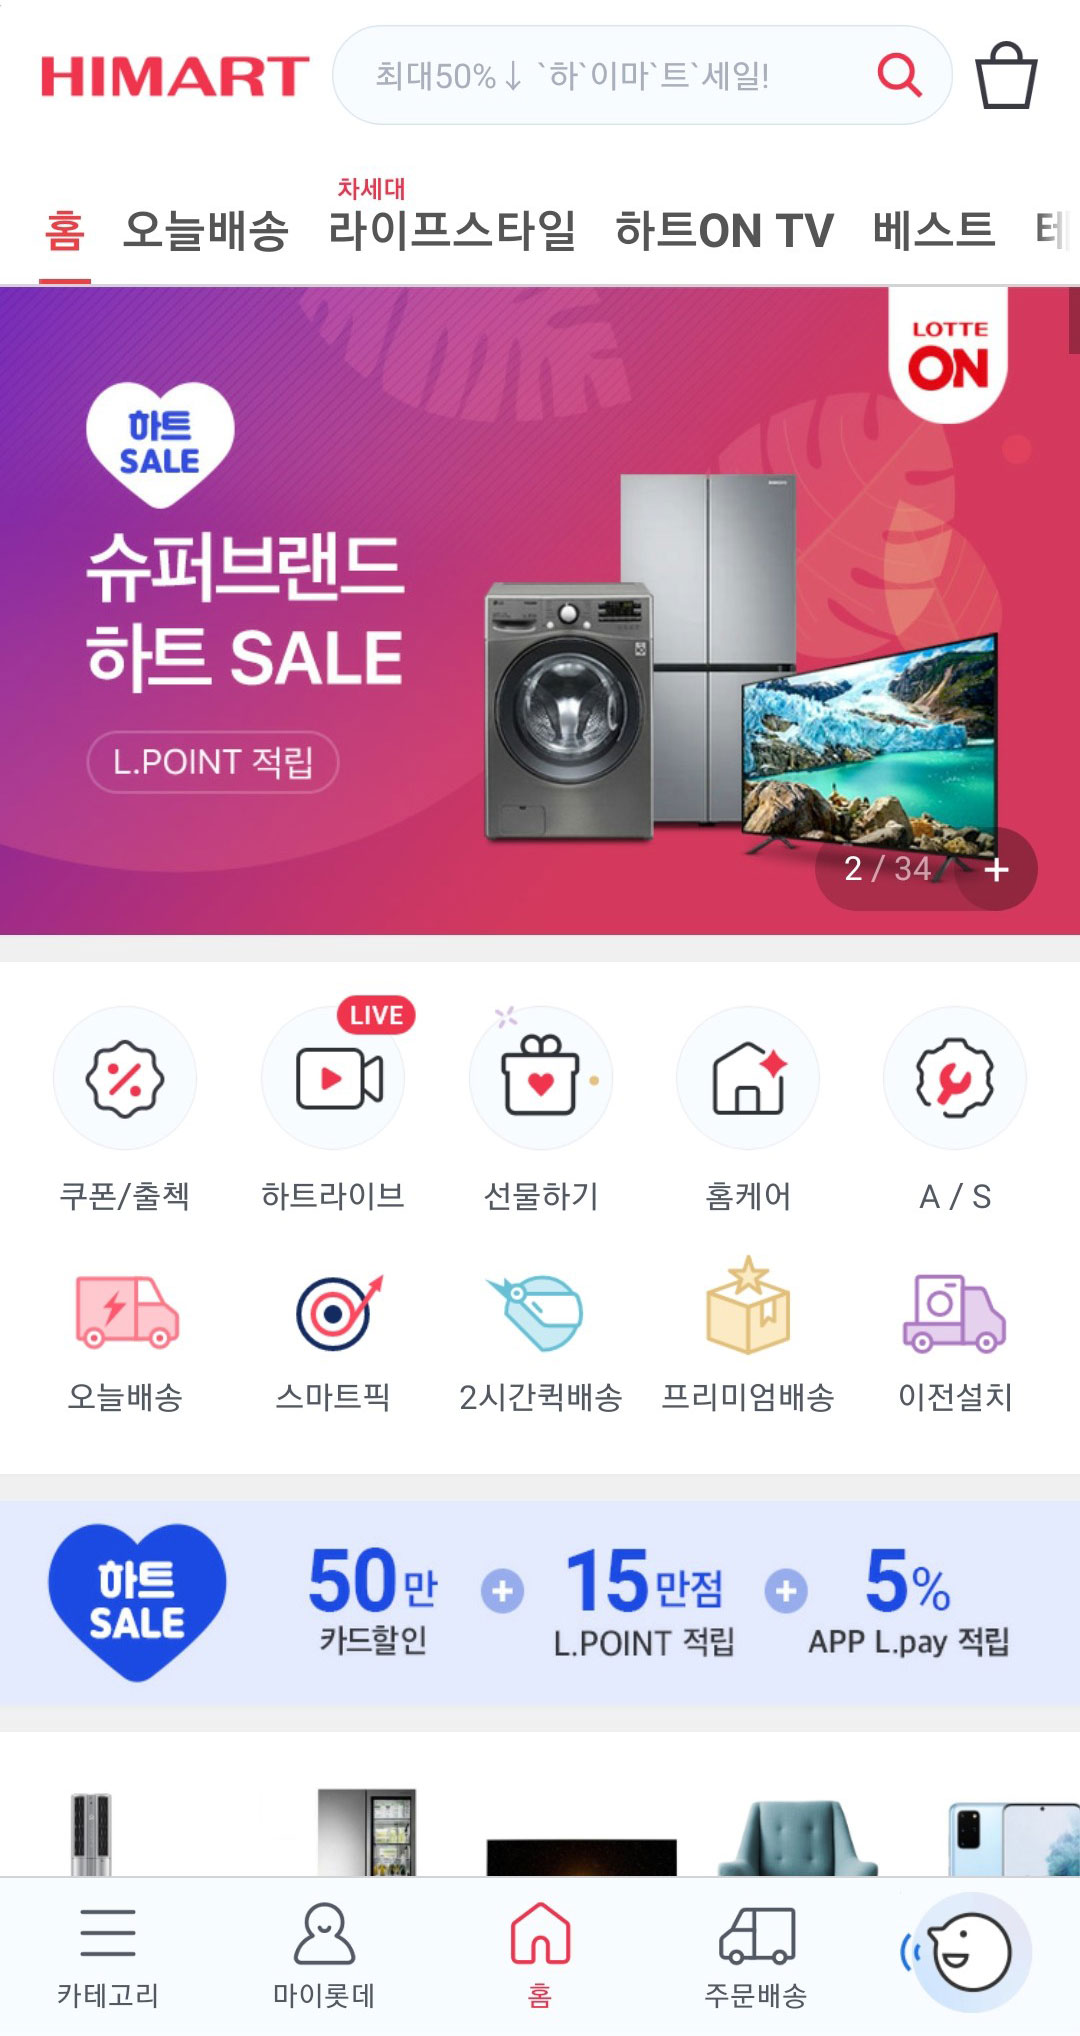 HIMART
최대50%↓ `하`이마`트`세일!
차세대
홈 오늘배송 라이프스타일 하트ON TV 베스트 테
LOTTE
ON
하트
SALE
슈퍼브랜드
하트 SALE
L.POINT 적립
2 / 34 +
LIVE
쿠폰/출첵 하트라이브 선물하기 홈케어 A / S
오늘배송 스마트픽 2시간퀵배송 프리미엄배송 이전설치
하트
SALE
50만 + 15만점 + 5%
카드할인 L.POINT 적립 APP L.pay 적립
카테고리 마이롯데 홈 주문배송